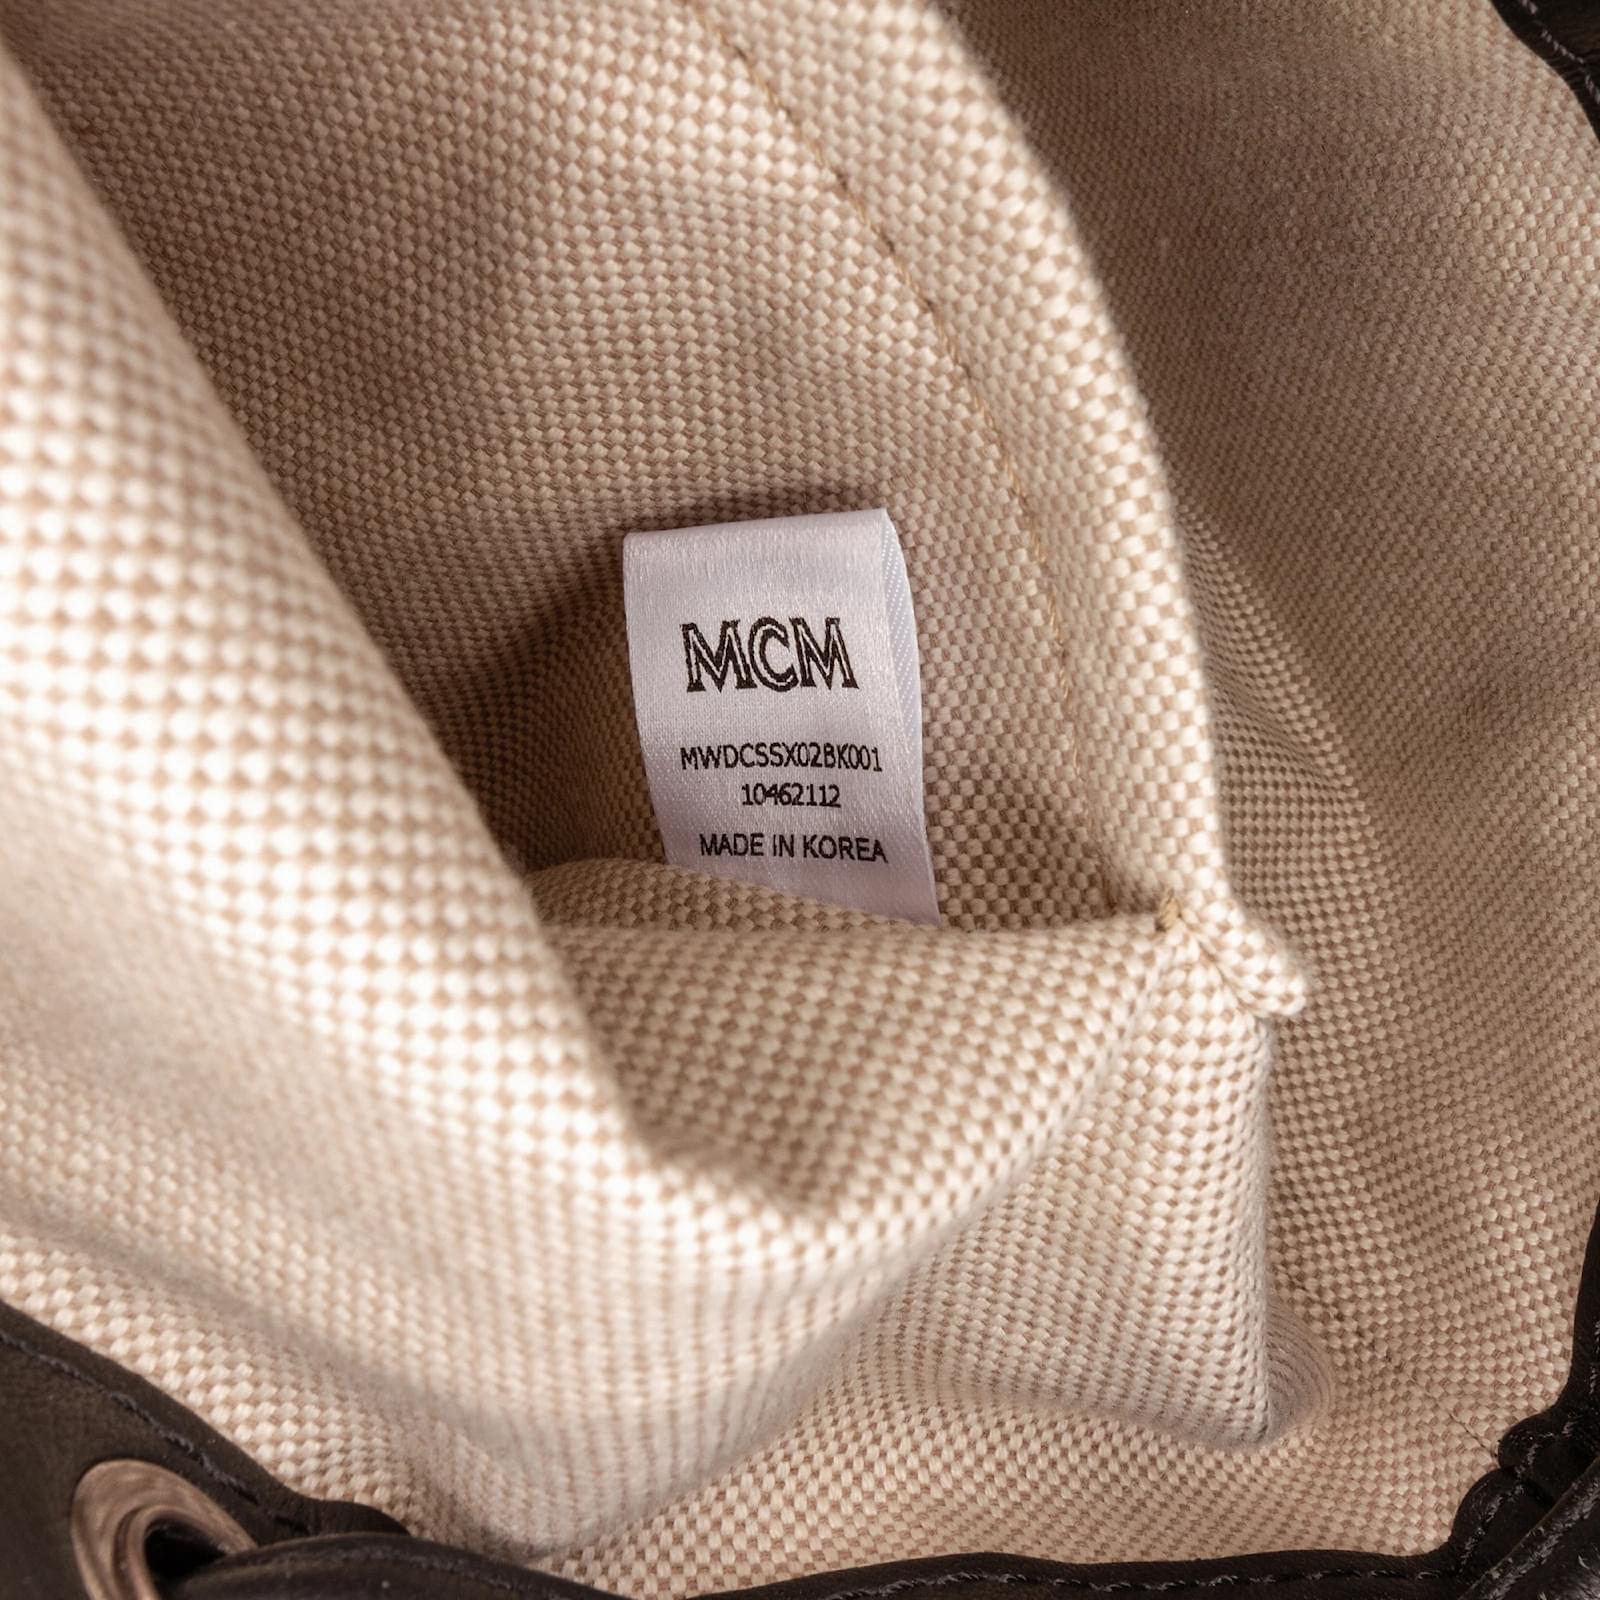 MCM
MWDCSSX02BK001
10462112
MADE IN KOREA